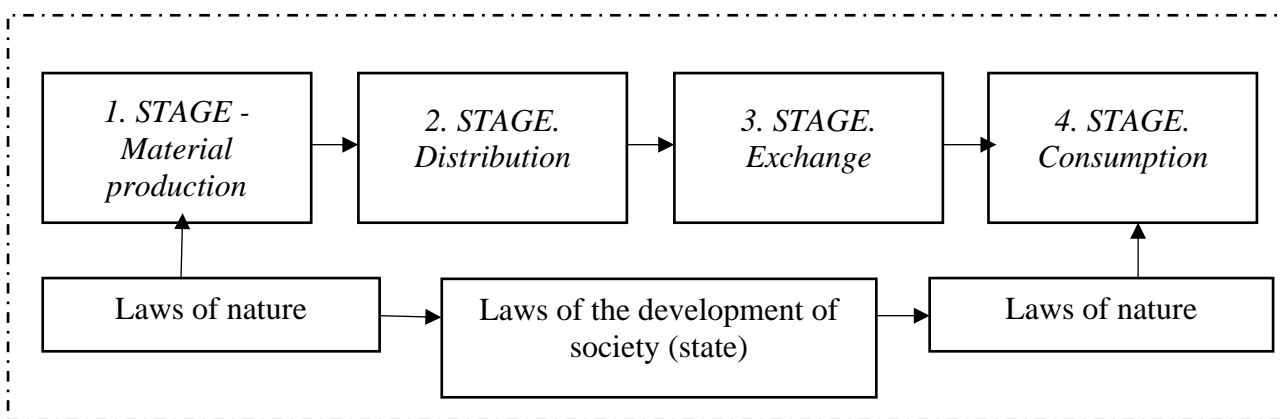 1. STAGE -
Material
production
2. STAGE.
Distribution
3. STAGE.
Exchange
4. STAGE.
Consumption
Laws of nature
Laws of the development of
society (state)
Laws of nature